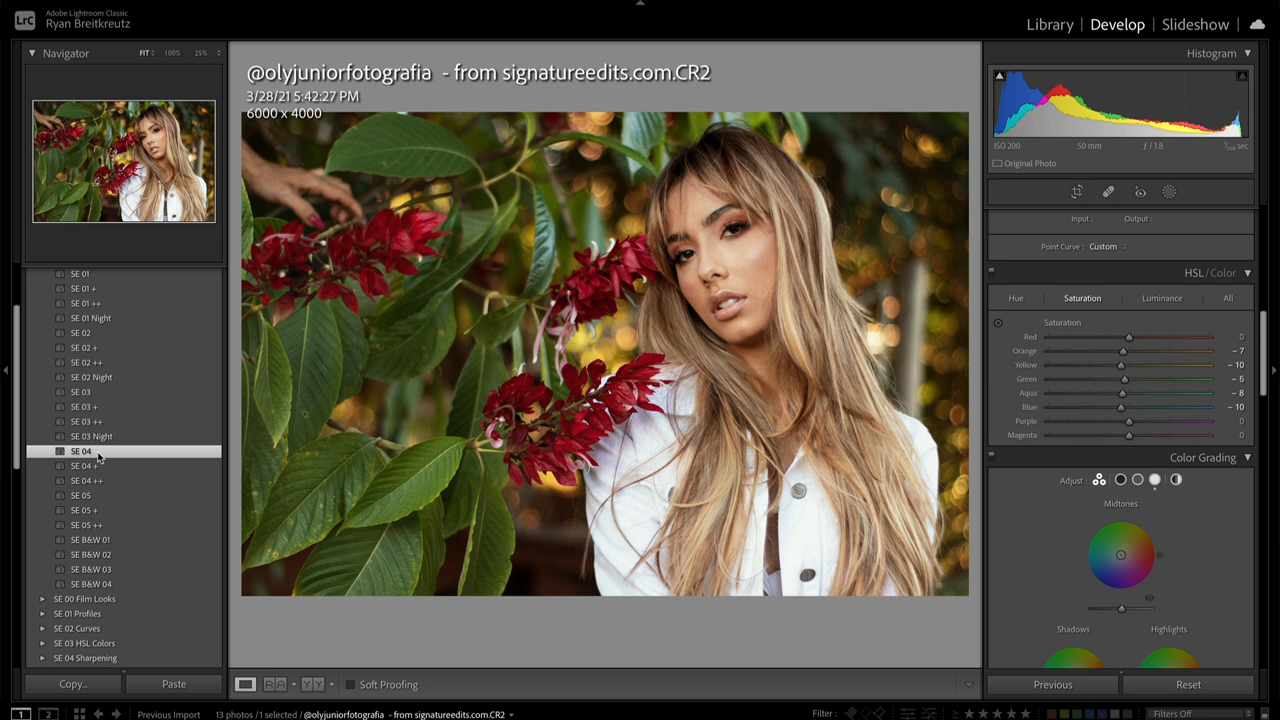 LrC
Adobe Lightroom Classic
Ryan Breitkreutz
Library | Develop | Slideshow
Navigator FIT 100% 25%
SE 01
SE 01 +
SE 01 ++
SE 01 Night
SE 02
SE 02 +
SE 02 ++
SE 02 Night
SE 03
SE 03 +
SE 03 ++
SE 03 Night
SE 04
SE 04 +
SE 04 ++
SE 05
SE 05 +
SE 05 ++
SE B&W 01
SE B&W 02
SE B&W 03
SE B&W 04
SE 00 Film Looks
SE 01 Profiles
SE 02 Curves
SE 03 HSL Colors
SE 04 Sharpening
Copy... Paste
@olyjuniorfotografia - from signatureedits.com.CR2
3/28/21 5:42:27 PM
6000 x 4000
Soft Proofing
Histogram
ISO 200 50 mm ƒ / 1.8 sec
Original Photo
Input : Output :
Point Curve : Custom
HSL / Color
Hue Saturation Luminance All
Saturation
Red 0
Orange – 7
Yellow – 10
Green – 5
Aqua – 8
Blue – 10
Purple 0
Magenta 0
Color Grading
Adjust :
Midtones
Shadows Highlights
Previous Reset
1 2 Previous Import 13 photos / 1 selected / @olyjuniorfotografia - from signatureedits.com.CR2 Filter : ≥ ★★★★★ Filters Off